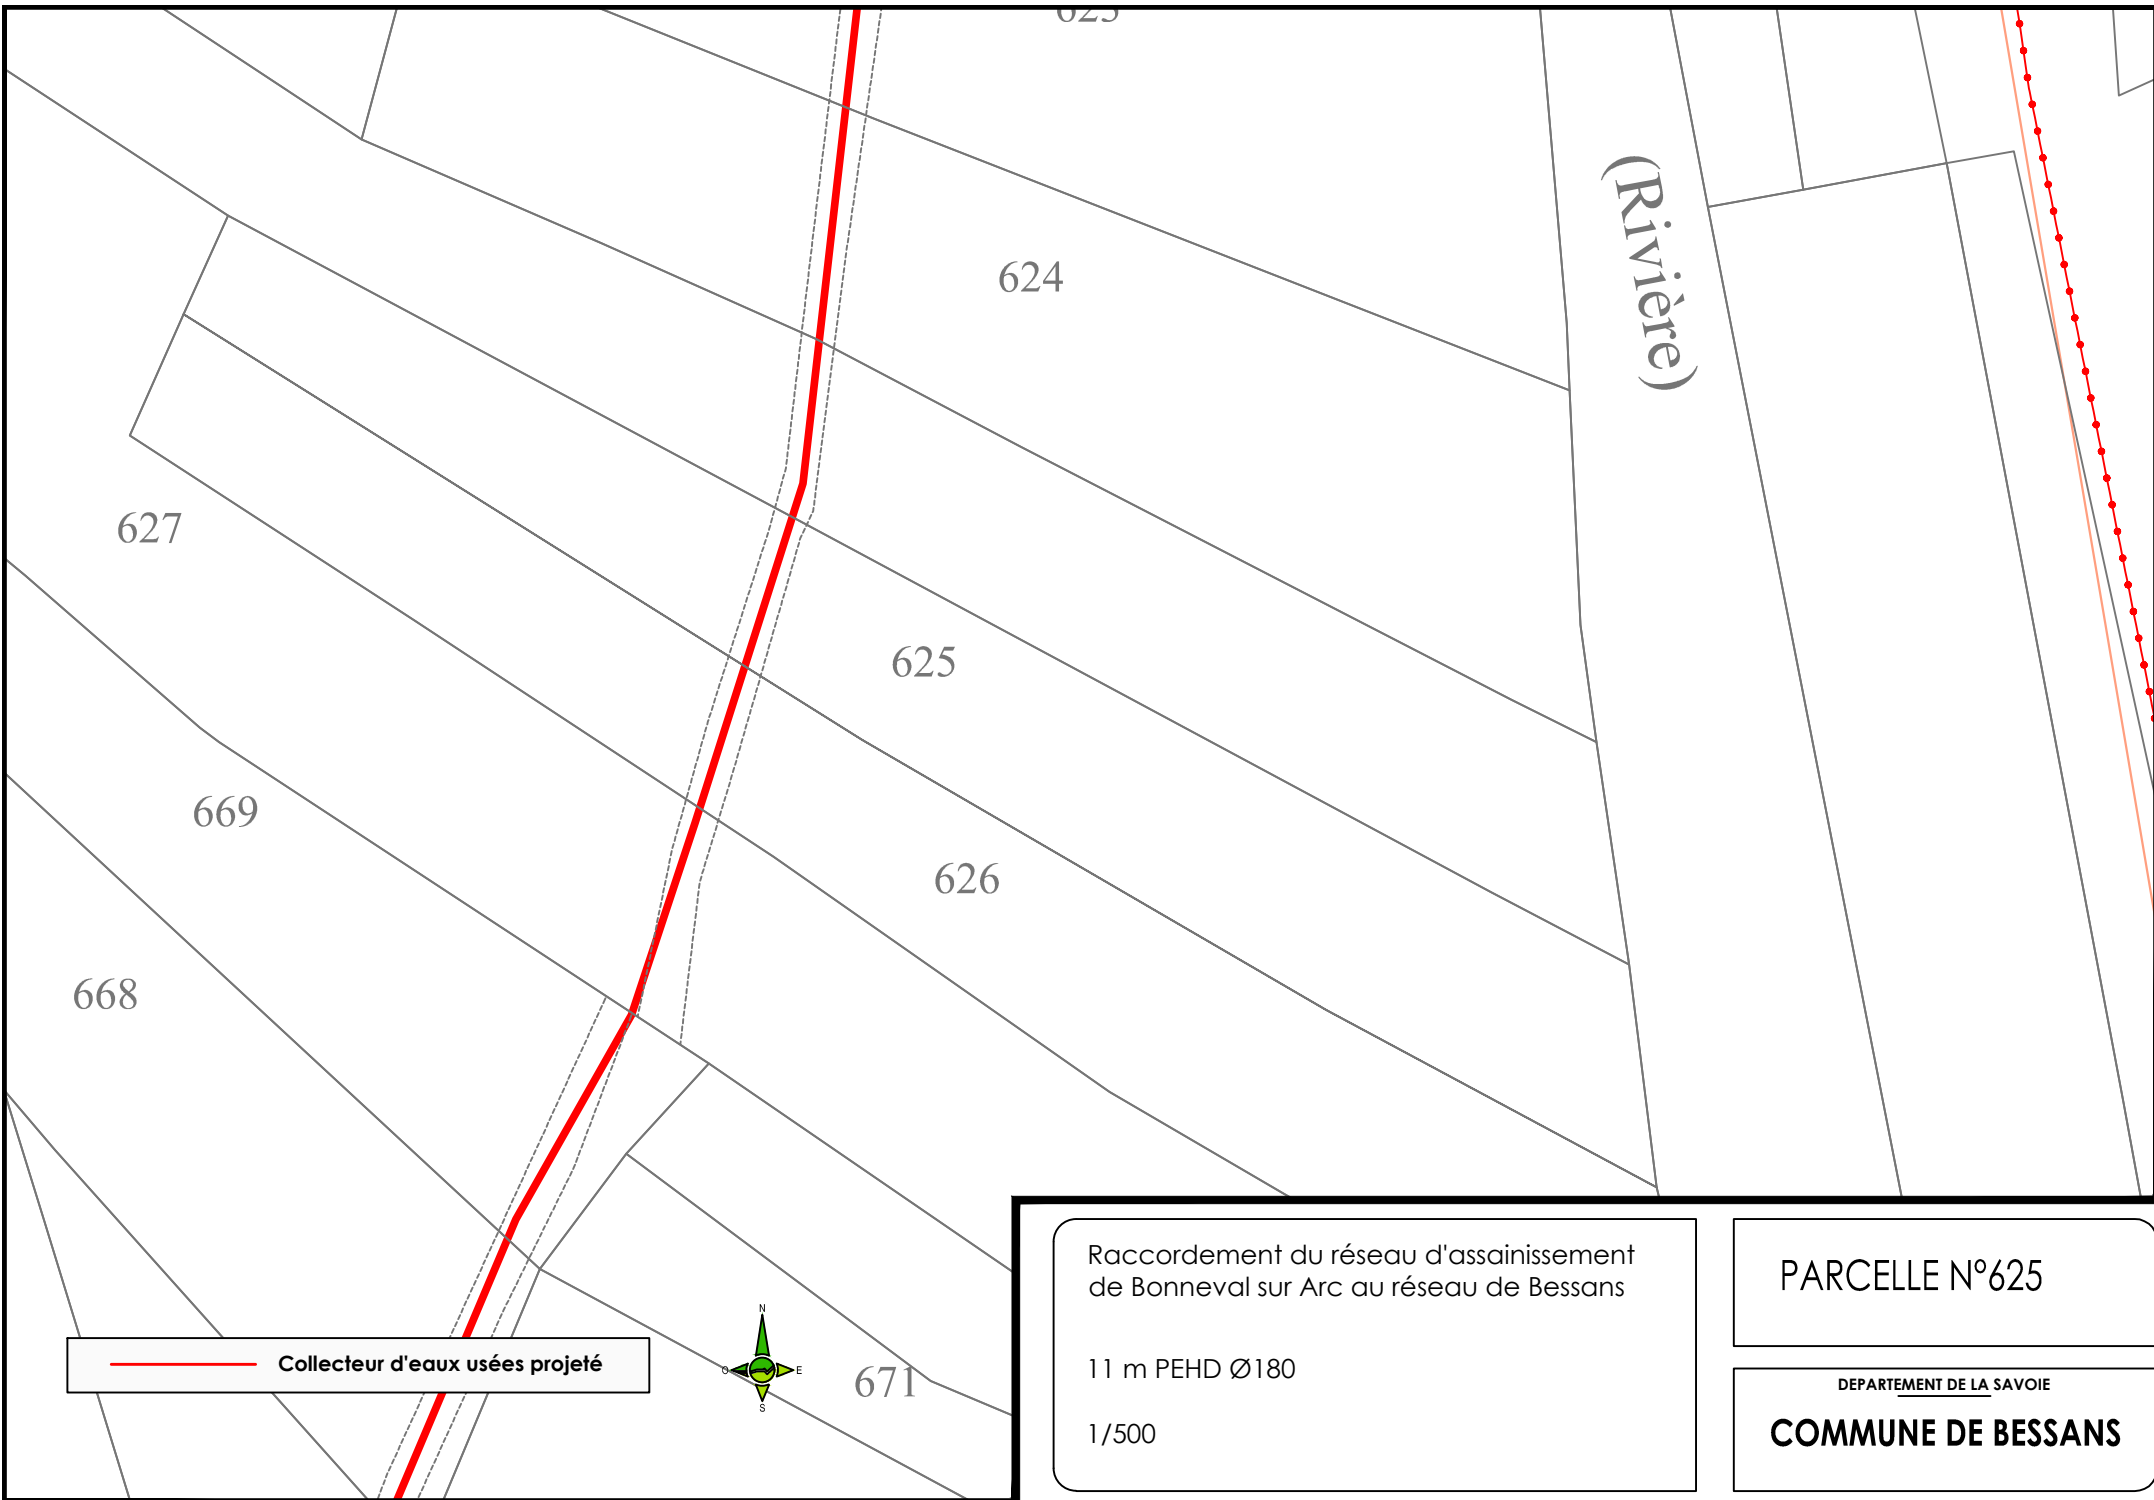 623
(Rivière)
624
627
625
669
626
668
671
N
O
E
S
Collecteur d'eaux usées projeté
Raccordement du réseau d'assainissement
de Bonneval sur Arc au réseau de Bessans
11 m PEHD Ø180
1/500
PARCELLE N°625
DEPARTEMENT DE LA SAVOIE
COMMUNE DE BESSANS